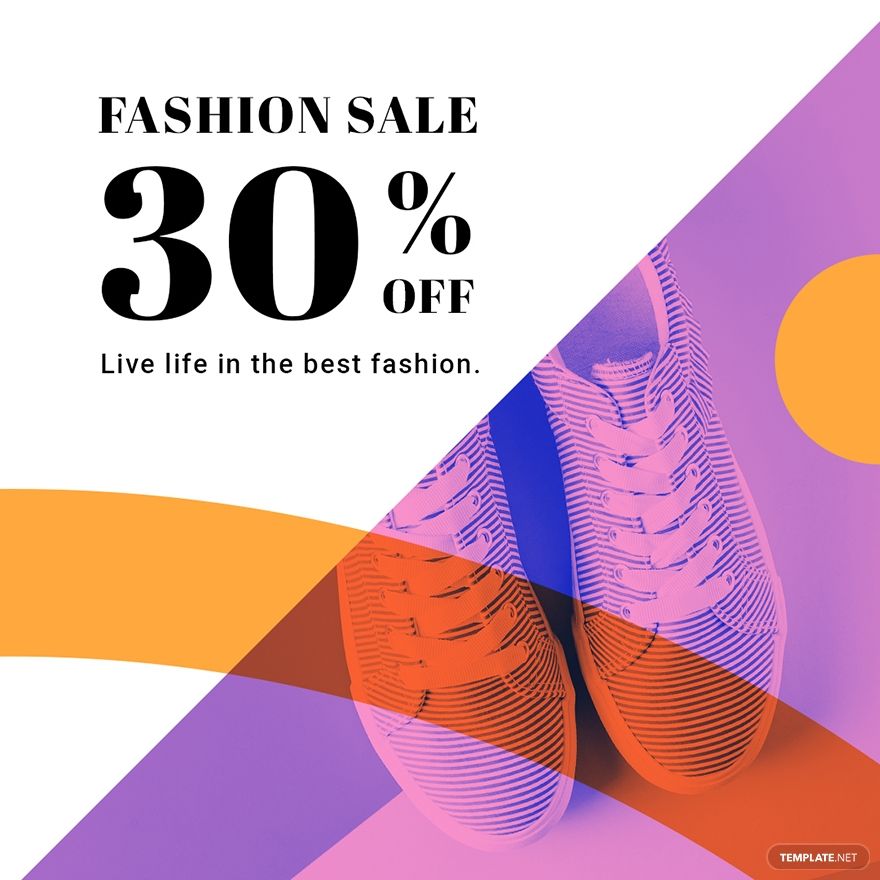 FASHION SALE
30%
OFF
Live life in the best fashion.
TEMPLATE.NET